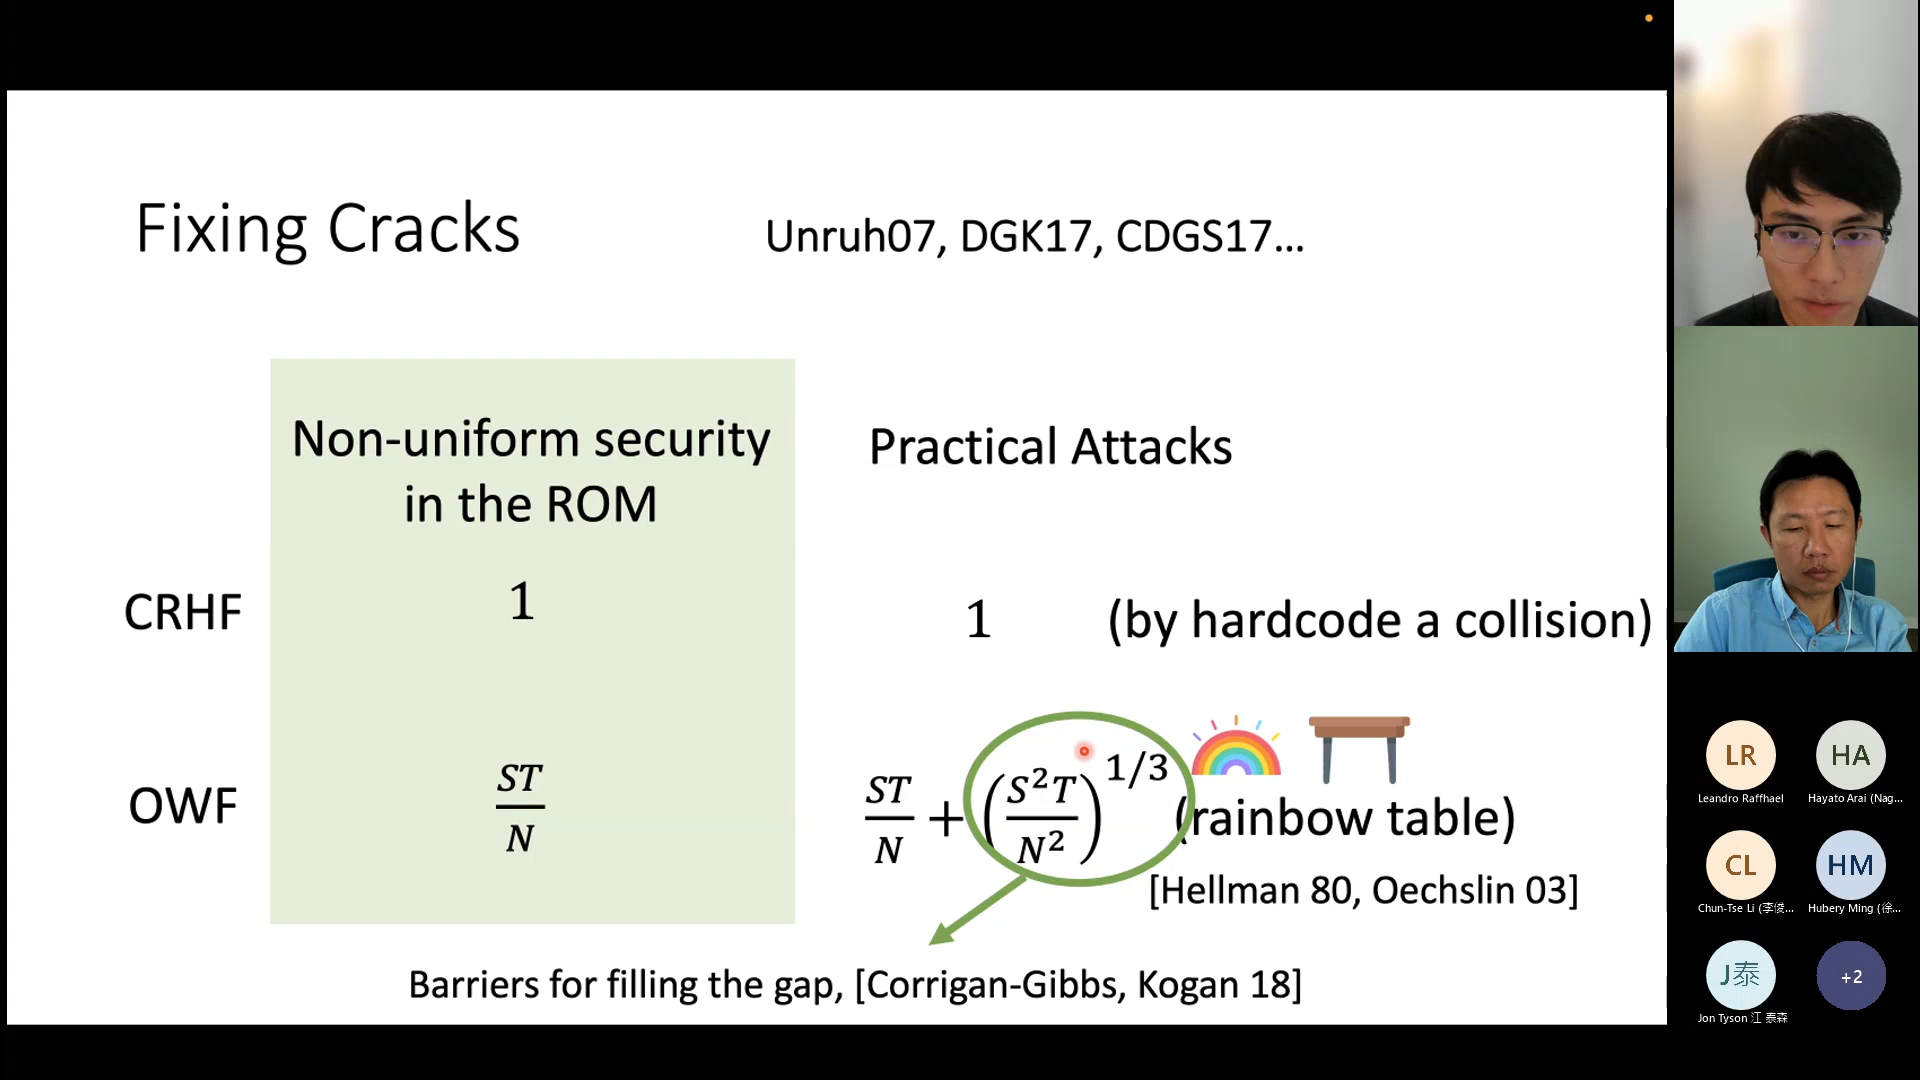 Fixing Cracks
Unruh07, DGK17, CDGS17...
Non-uniform security
in the ROM
Practical Attacks
CRHF
1
1
(by hardcode a collision)
OWF
ST/N
ST/N + (S²T/N²)^1/3
(rainbow table)
[Hellman 80, Oechslin 03]
Barriers for filling the gap, [Corrigan-Gibbs, Kogan 18]
LR
HA
Leandro Raffhael
Hayato Arai (Nag...
CL
HM
Chun-Tse Li (李俊...
Hubery Ming (徐...
J泰
+2
Jon Tyson 江 泰森